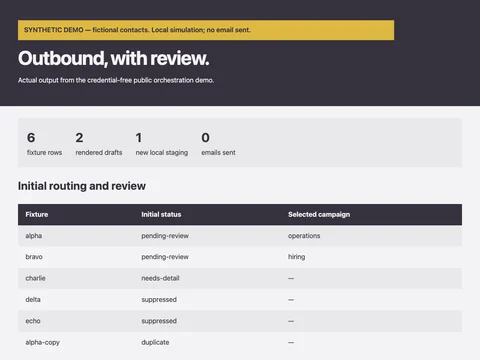 SYNTHETIC DEMO — fictional contacts. Local simulation; no email sent.
Outbound, with review.
Actual output from the credential-free public orchestration demo.
6 2 1 0
fixture rows rendered drafts new local staging emails sent
Initial routing and review
Fixture Initial status Selected campaign
alpha pending-review operations
bravo pending-review hiring
charlie needs-detail —
delta suppressed —
echo suppressed —
alpha-copy duplicate —